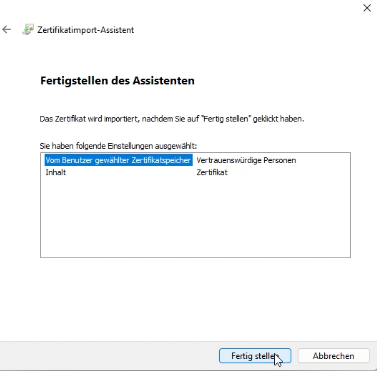 Zertifikatimport-Assistent
Fertigstellen des Assistenten
Das Zertifikat wird importiert, nachdem Sie auf "Fertig stellen" geklickt haben.
Sie haben folgende Einstellungen ausgewählt:
Vom Benutzer gewählter Zertifikatspeicher Vertrauenswürdige Personen
Inhalt Zertifikat
Fertig stellen Abbrechen